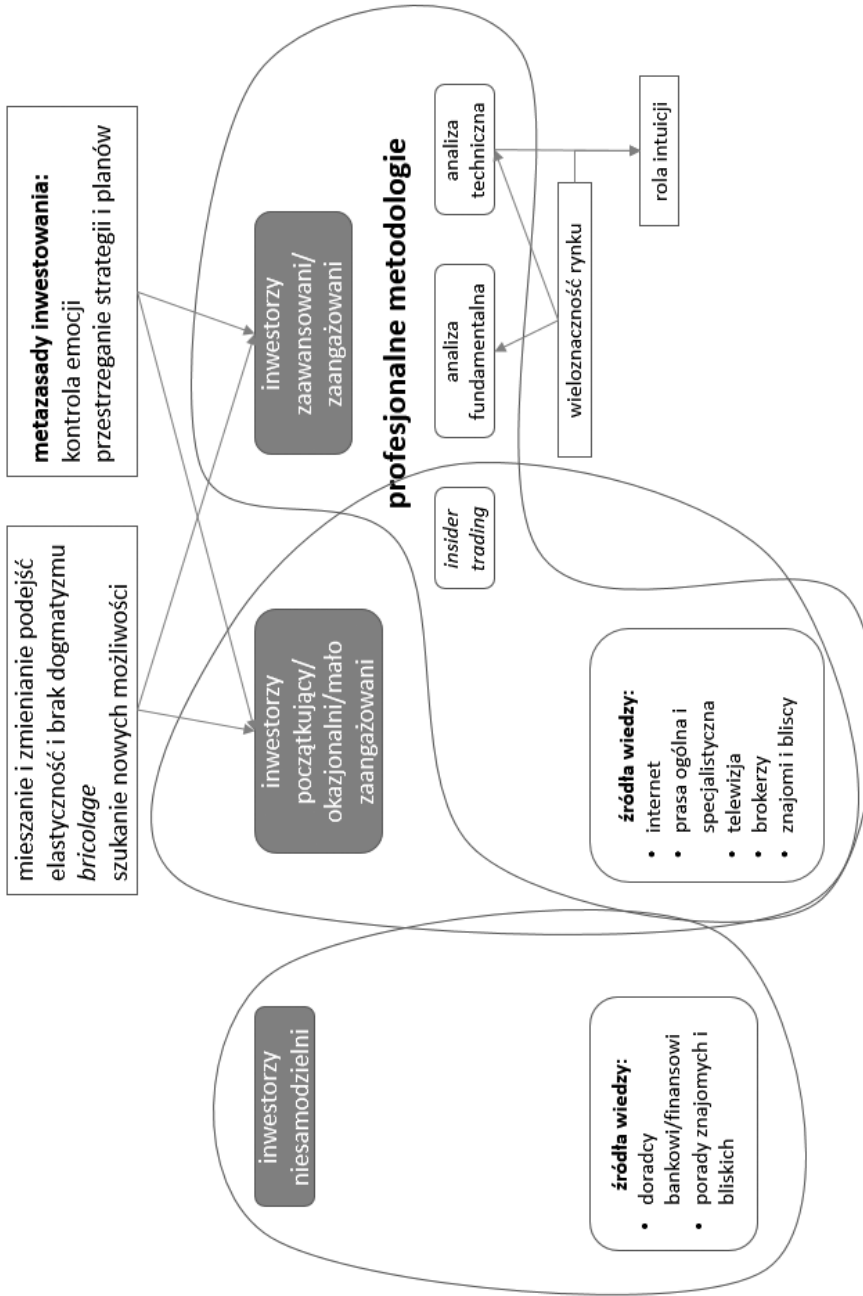 mieszanie i zmienianie podejść
elastyczność i brak dogmatyzmu
bricolage
szukanie nowych możliwości
metazasady inwestowania:
kontrola emocji
przestrzeganie strategii i planów
inwestorzy
niesamodzielni
inwestorzy
początkujący/
okazjonalni/mało
zaangażowani
inwestorzy
zaawansowani/
zaangażowani
profesjonalne metodologie
insider
trading
analiza
fundamentalna
analiza
techniczna
wieloznaczność rynku
rola intuicji
źródła wiedzy:
• doradcy
bankowi/finansowi
• porady znajomych i
bliskich
źródła wiedzy:
• internet
• prasa ogólna i
specjalistyczna
• telewizja
• brokerzy
• znajomi i bliscy